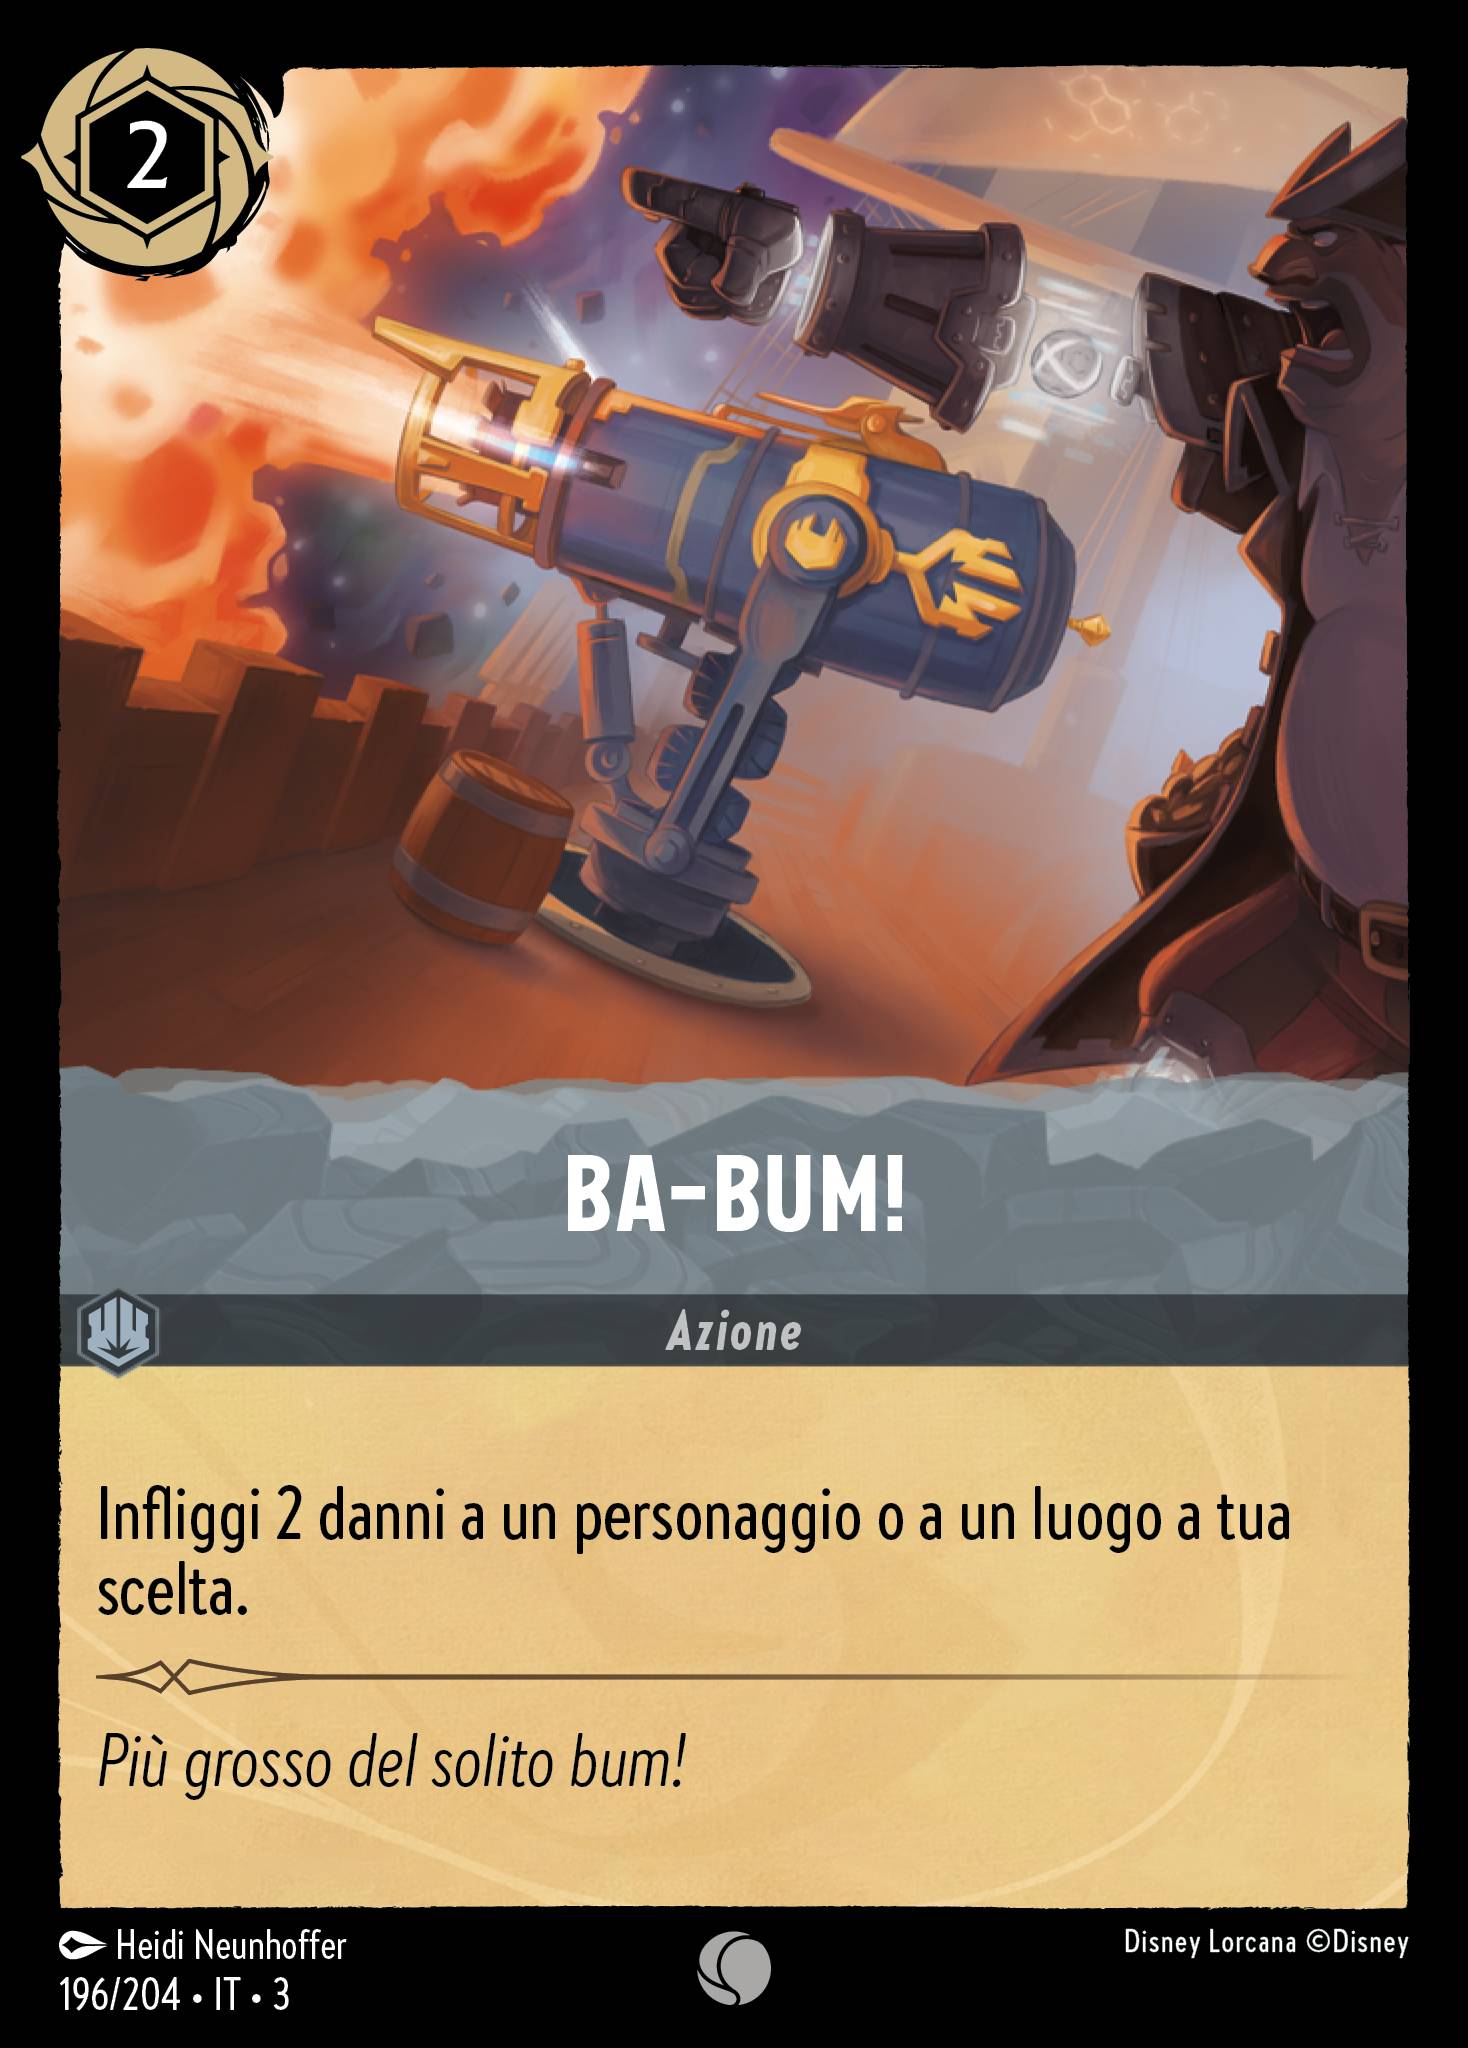 2
BA-BUM!
Azione
Infliggi 2 danni a un personaggio o a un luogo a tua
scelta.
Più grosso del solito bum!
Heidi Neunhoffer
Disney Lorcana ©Disney
196/204 • IT • 3